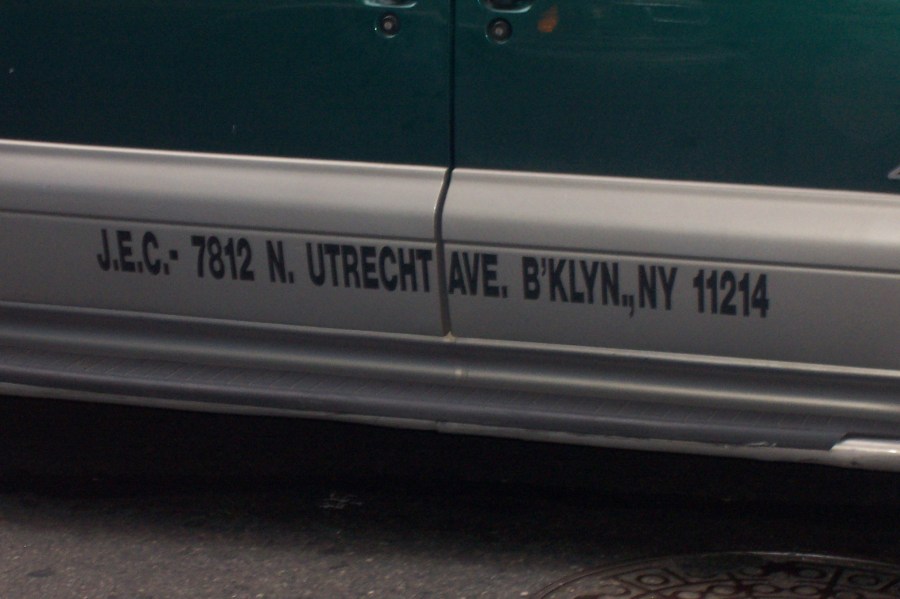 J.E.C.- 7812 N. UTRECHT AVE. B'KLYN., NY 11214